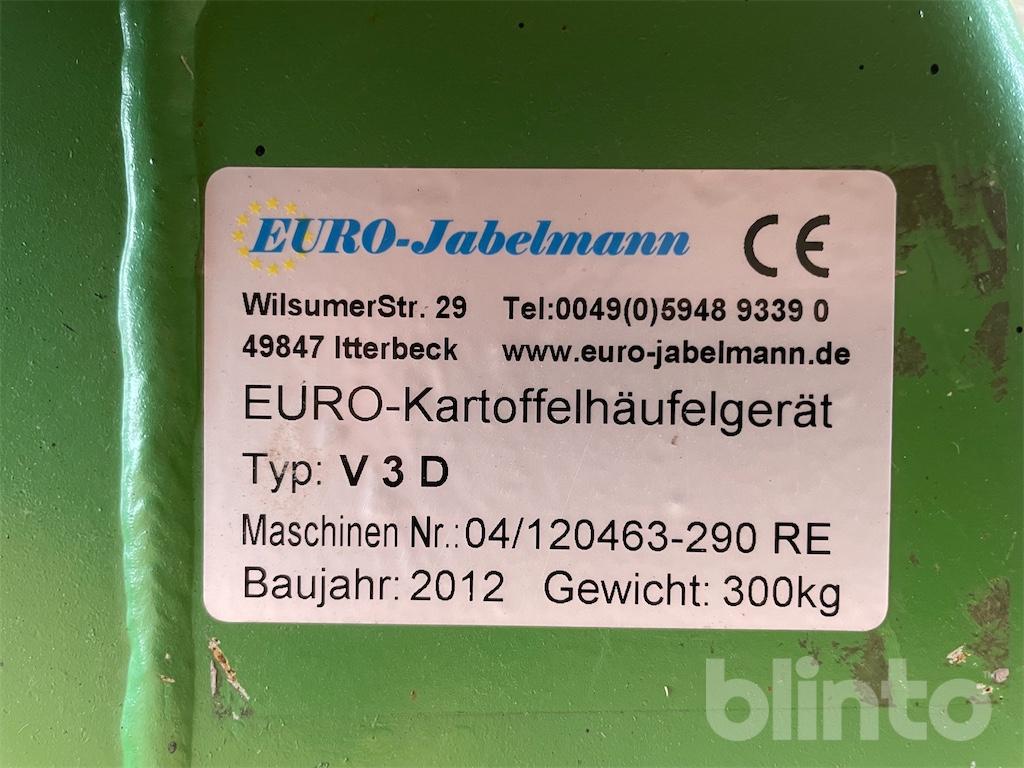 EURO-Jabelmann CE
WilsumerStr. 29 Tel:0049(0)5948 9339 0
49847 Itterbeck www.euro-jabelmann.de
EURO-Kartoffelhäufelgerät
Typ: V 3 D
Maschinen Nr.: 04/120463-290 RE
Baujahr: 2012 Gewicht: 300kg
blinto